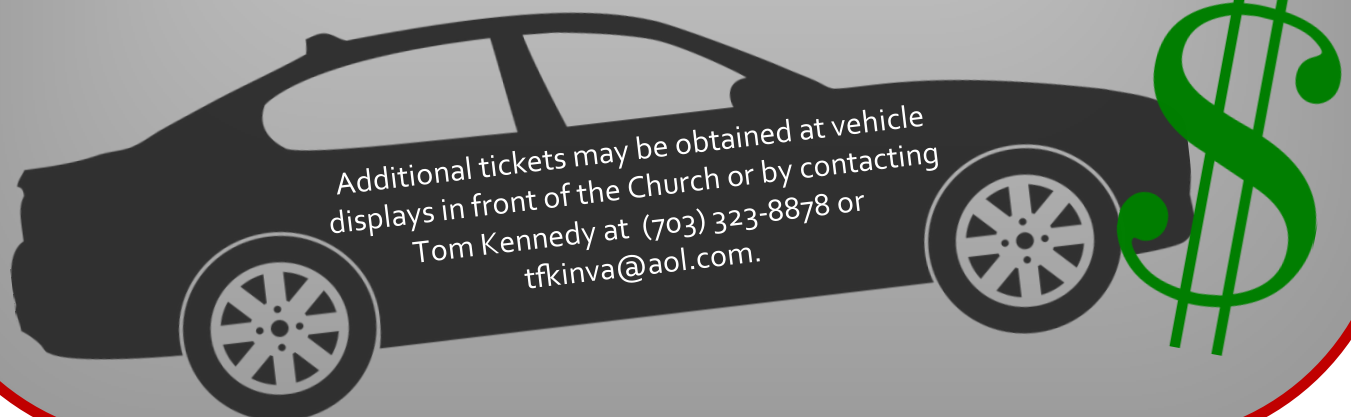 Additional tickets may be obtained at vehicle
displays in front of the Church or by contacting
Tom Kennedy at (703) 323-8878 or
tfkinva@aol.com.
$